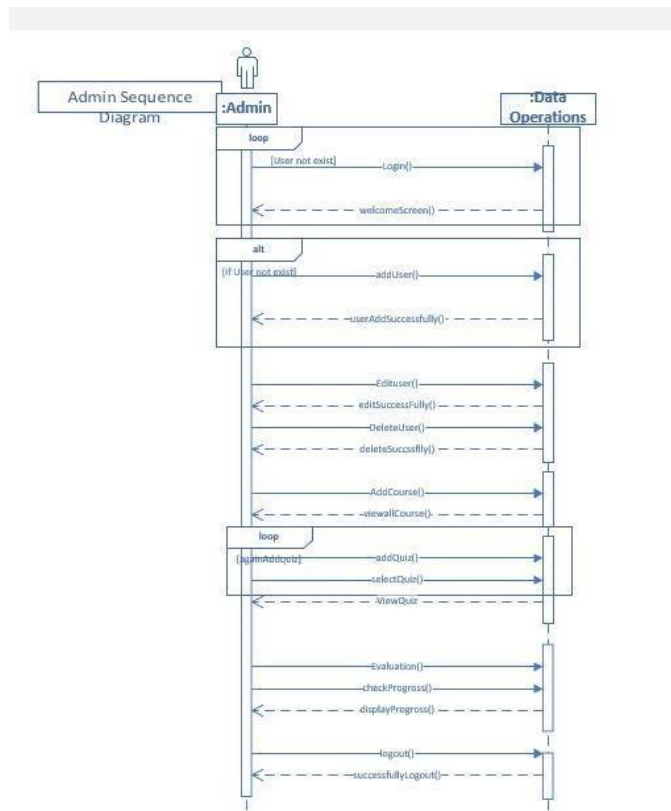 Admin Sequence
Diagram
:Admin
:Data
Operations
loop
[User not exist]
Login()
welcomeScreen()
alt
[if User not exist]
addUser()
userAddSuccessfully()
Edituser()
editSuccessFully()
DeleteUser()
deleteSuccssflly()
AddCourse()
viewallCourse()
loop
[againAddquiz]
addQuiz()
selectQuiz()
ViewQuiz
Evaluation()
checkProgross()
displayProgross()
logout()
successfullyLogout()